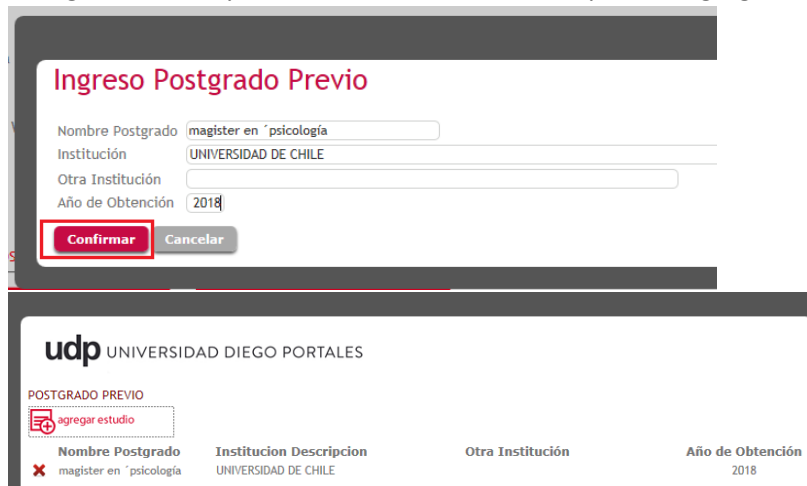 Ingreso Postgrado Previo
Nombre Postgrado magister en ´psicología
Institución UNIVERSIDAD DE CHILE
Otra Institución
Año de Obtención 2018
Confirmar Cancelar
udp UNIVERSIDAD DIEGO PORTALES
POSTGRADO PREVIO
agregar estudio
Nombre Postgrado Institucion Descripcion Otra Institución Año de Obtención
magister en ´psicología UNIVERSIDAD DE CHILE 2018